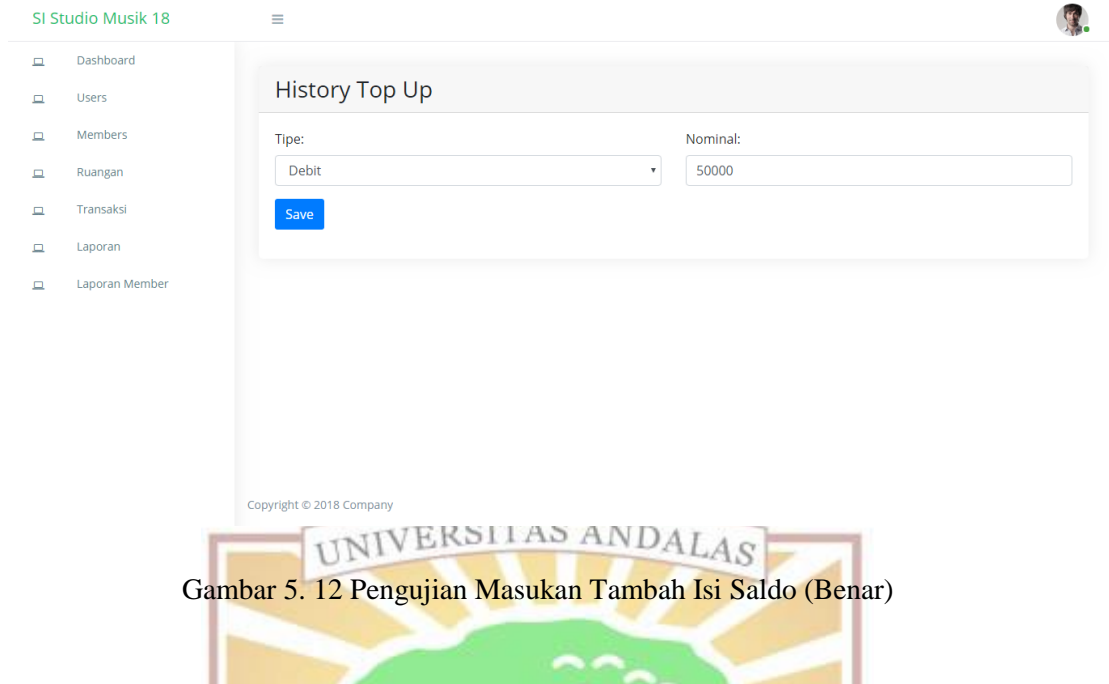 SI Studio Musik 18
Dashboard
Users
Members
Ruangan
Transaksi
Laporan
Laporan Member
History Top Up
Tipe: Nominal:
Debit 50000
Save
Copyright © 2018 Company
UNIVERSITAS ANDALAS
Gambar 5. 12 Pengujian Masukan Tambah Isi Saldo (Benar)